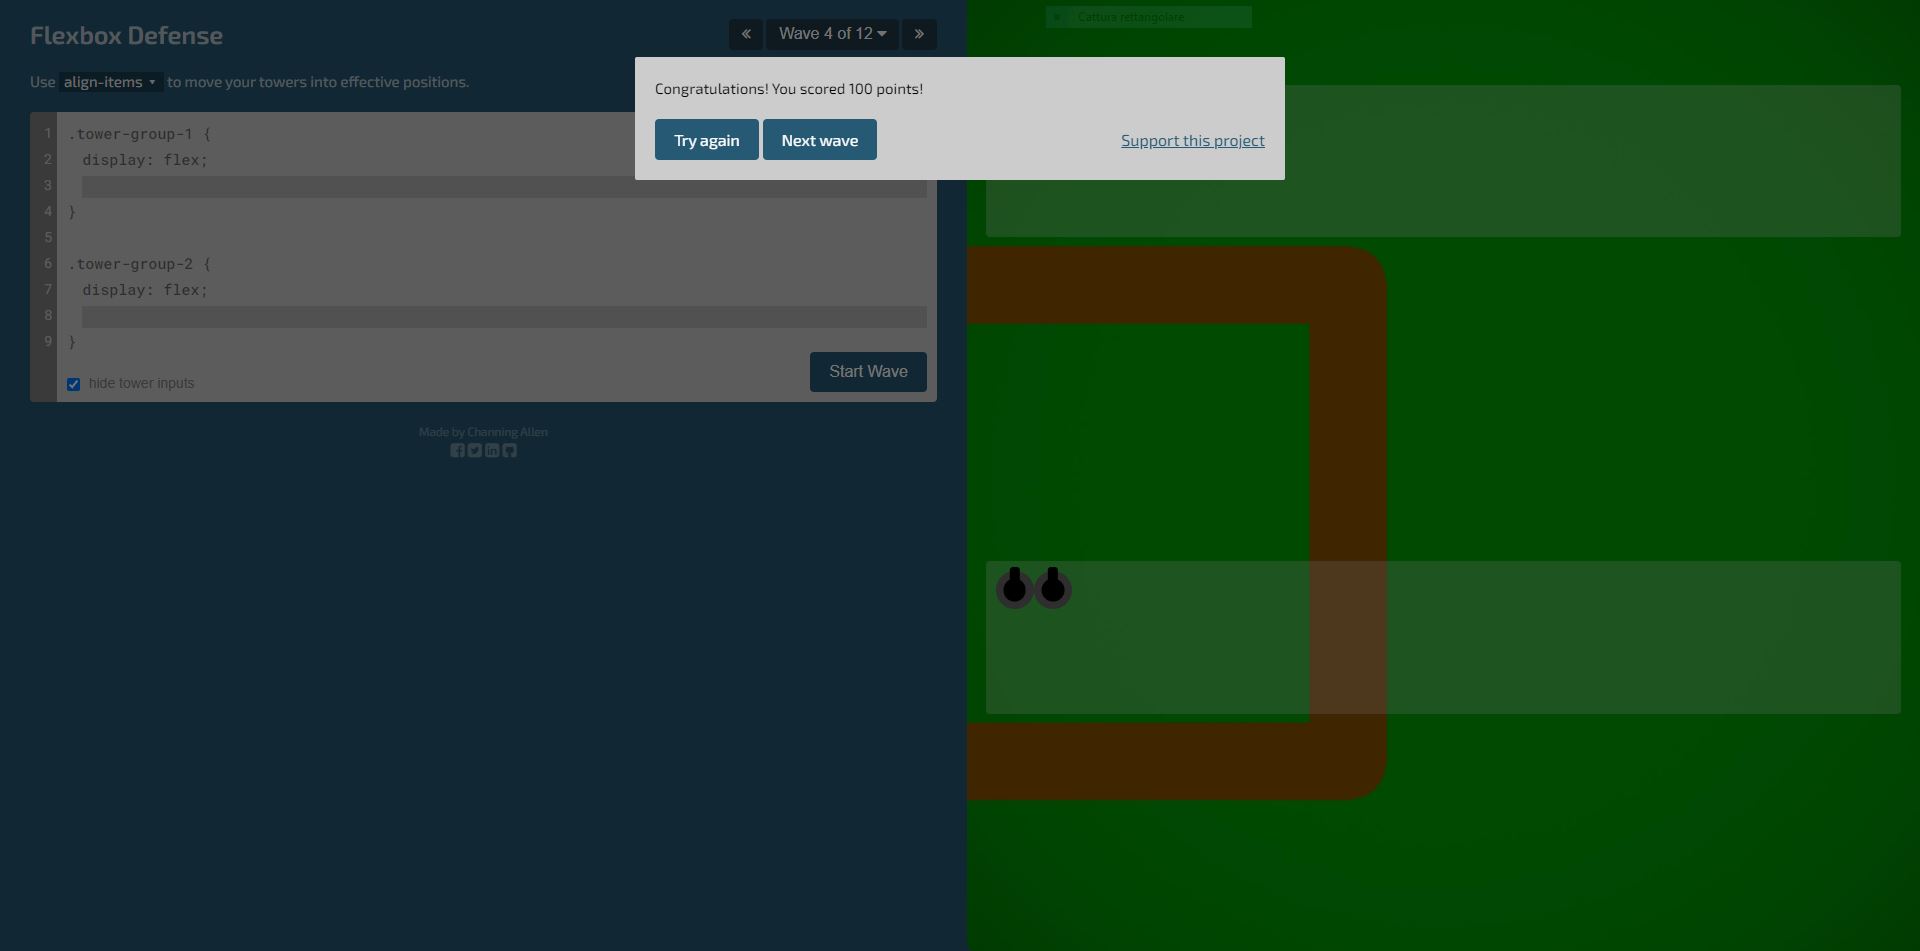 Flexbox Defense
« Wave 4 of 12 »
Cattura rettangolare
Use align-items to move your towers into effective positions.
Congratulations! You scored 100 points!
Try again Next wave Support this project
1 .tower-group-1 {
2 display: flex;
3
4 }
5
6 .tower-group-2 {
7 display: flex;
8
9 }
hide tower inputs
Start Wave
Made by Channing Allen